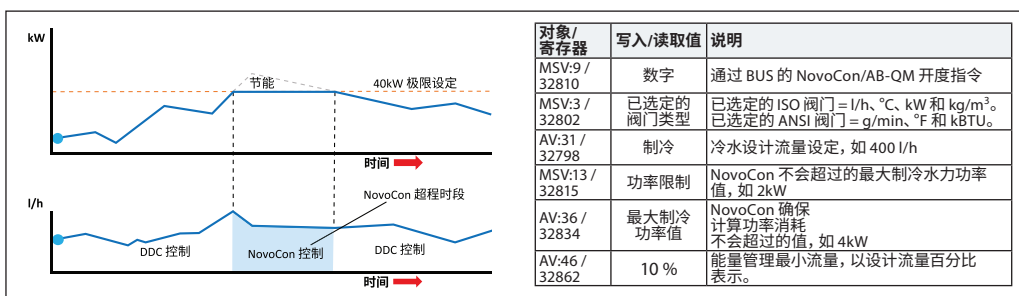 kW
节能
40kW 极限设定
时间
NovoCon 超程时段
l/h
DDC 控制
NovoCon 控制
DDC 控制
时间
对象/
寄存器
写入/读取值
说明
MSV:9 /
32810
数字
通过 BUS 的 NovoCon/AB-QM 开度指令
MSV:3 /
32802
已选定的
阀门类型
已选定的 ISO 阀门 = l/h、°C、kW 和 kg/m³。
已选定的 ANSI 阀门 = g/min、°F 和 kBTU。
AV:31 /
32798
制冷
冷水设计流量设定，如 400 l/h
MSV:13 /
32815
功率限制
NovoCon 不会超过的最大制冷水力功率
值，如 2kW
AV:36 /
32834
最大制冷
功率值
NovoCon 确保
计算功率消耗
不会超过的值，如 4kW
AV:46 /
32862
10 %
能量管理最小流量，以设计流量百分比
表示。